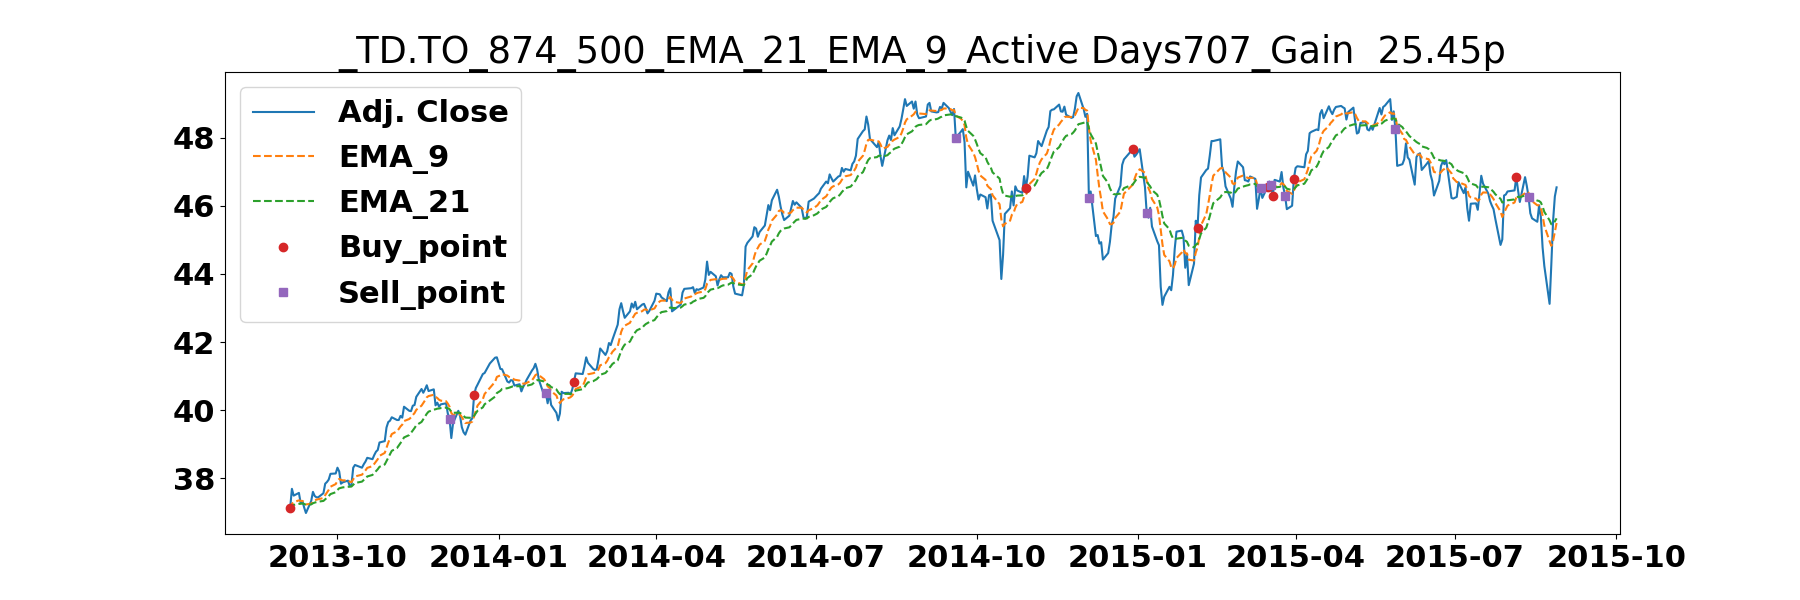 _TD.TO_874_500_EMA_21_EMA_9_Active Days707_Gain  25.45p
Adj. Close
EMA_9
EMA_21
Buy_point
Sell_point
48
46
44
42
40
38
2013-10 2014-01 2014-04 2014-07 2014-10 2015-01 2015-04 2015-07 2015-10